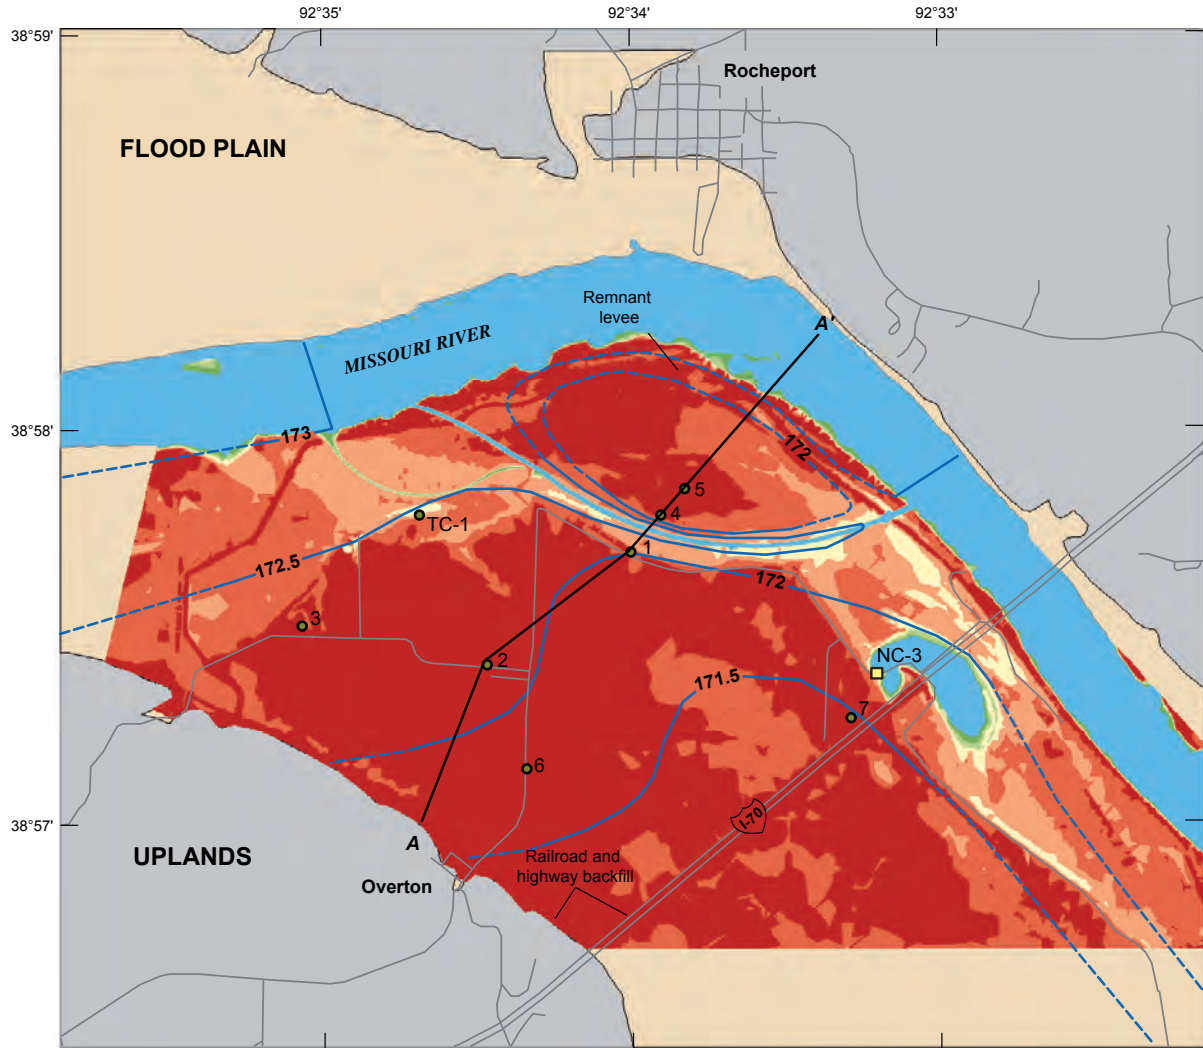 92°35'
92°34'
92°33'
38°59'
Rocheport
FLOOD PLAIN
Remnant
levee
A'
MISSOURI RIVER
38°58'
173
172
5
4
TC-1
1
172.5
172
3
2
NC-3
171.5
7
6
38°57'
I-70
A
UPLANDS
Railroad and
highway backfill
Overton